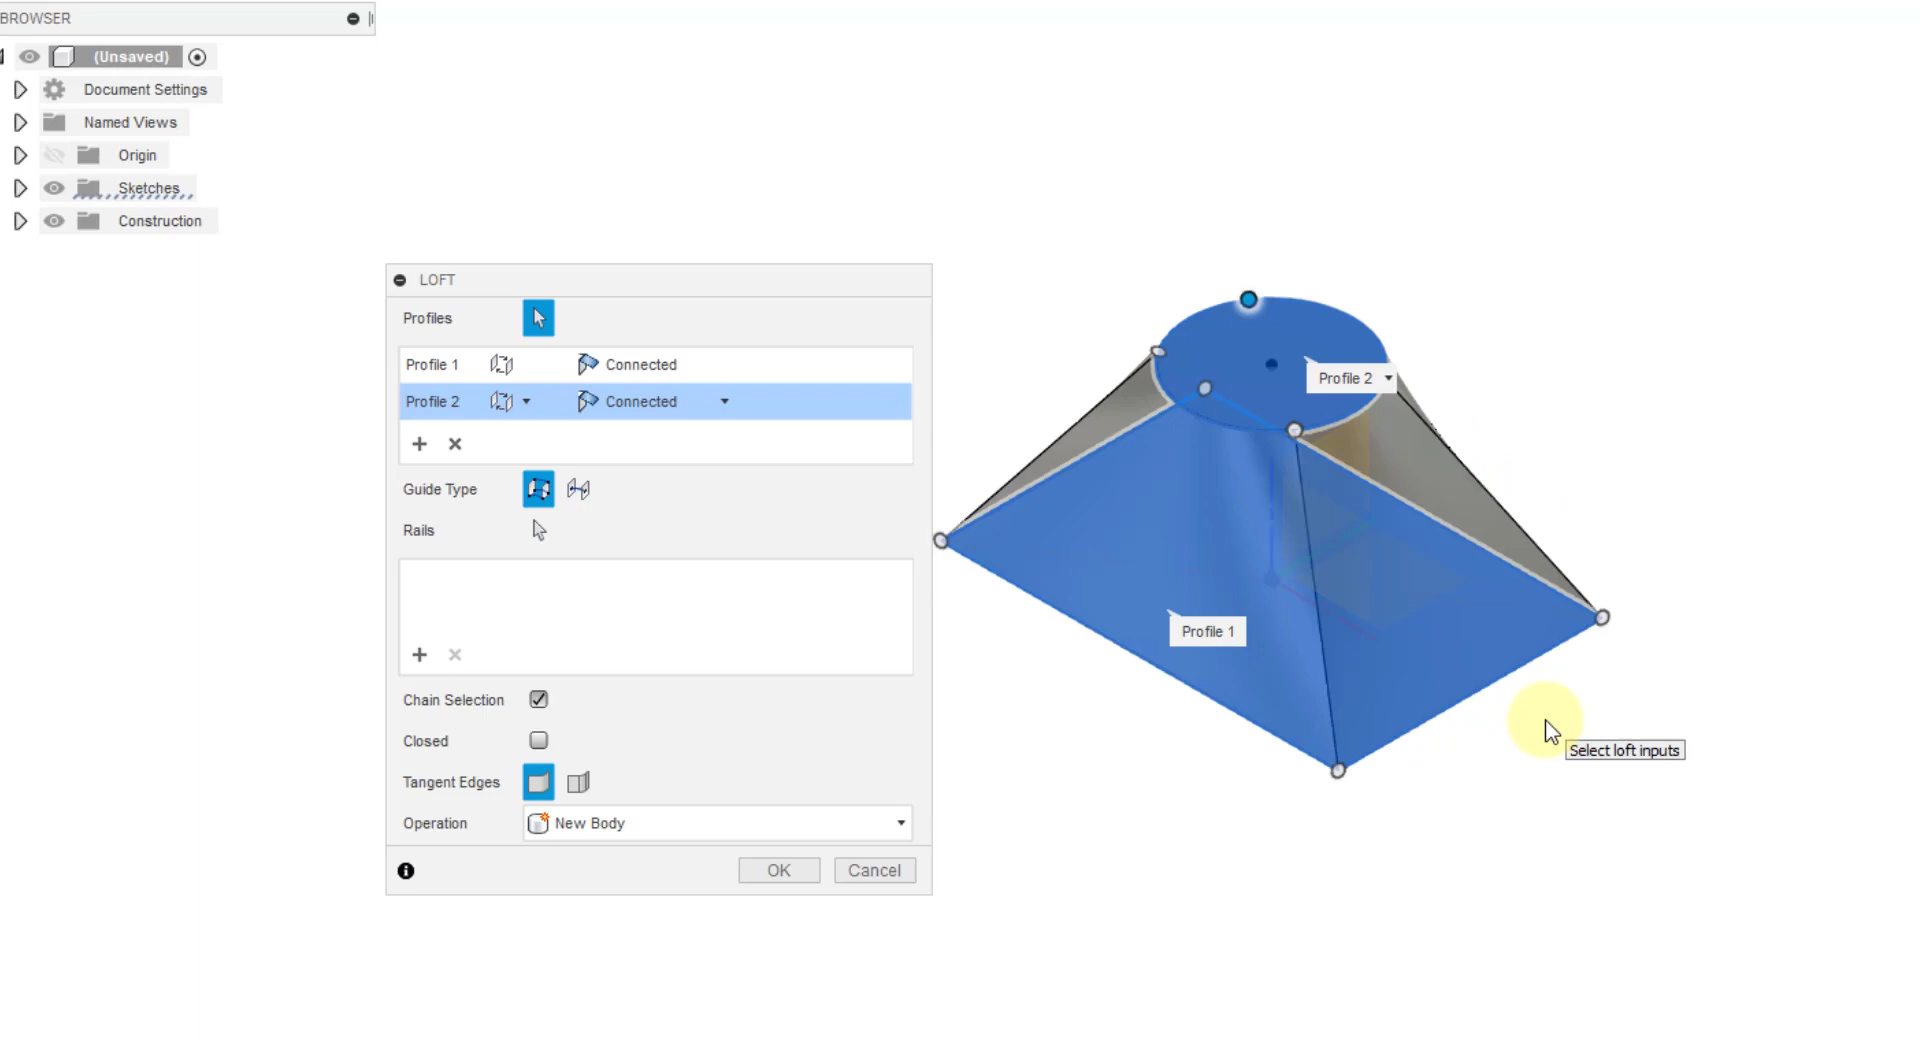 BROWSER
(Unsaved)
Document Settings
Named Views
Origin
Sketches
Construction
LOFT
Profiles
Profile 1 Connected
Profile 2 Connected
Guide Type
Rails
Chain Selection
Closed
Tangent Edges
Operation New Body
OK Cancel
Profile 2
Profile 1
Select loft inputs